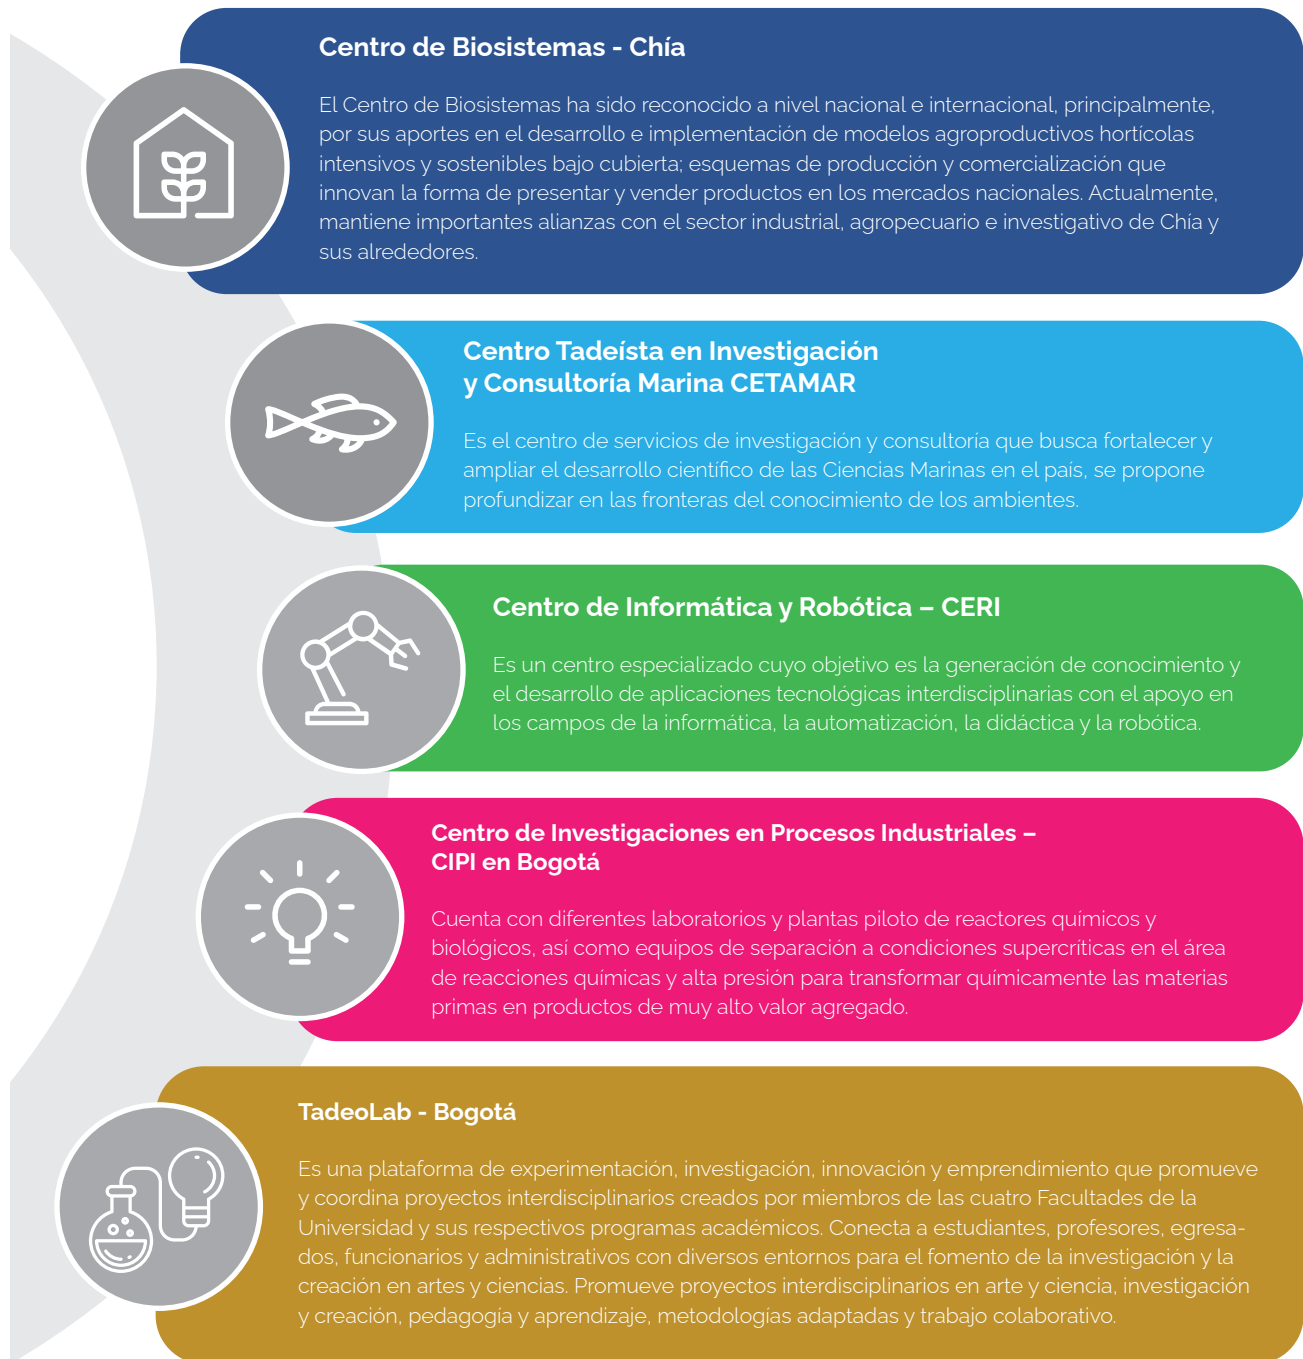 Centro de Biosistemas - Chía
El Centro de Biosistemas ha sido reconocido a nivel nacional e internacional, principalmente,
por sus aportes en el desarrollo e implementación de modelos agroproductivos hortícolas
intensivos y sostenibles bajo cubierta; esquemas de producción y comercialización que
innovan la forma de presentar y vender productos en los mercados nacionales. Actualmente,
mantiene importantes alianzas con el sector industrial, agropecuario e investigativo de Chía y
sus alrededores.
Centro Tadeísta en Investigación
y Consultoría Marina CETAMAR
Es el centro de servicios de investigación y consultoría que busca fortalecer y
ampliar el desarrollo científico de las Ciencias Marinas en el país, se propone
profundizar en las fronteras del conocimiento de los ambientes.
Centro de Informática y Robótica – CERI
Es un centro especializado cuyo objetivo es la generación de conocimiento y
el desarrollo de aplicaciones tecnológicas interdisciplinarias con el apoyo en
los campos de la informática, la automatización, la didáctica y la robótica.
Centro de Investigaciones en Procesos Industriales –
CIPI en Bogotá
Cuenta con diferentes laboratorios y plantas piloto de reactores químicos y
biológicos, así como equipos de separación a condiciones supercríticas en el área
de reacciones químicas y alta presión para transformar químicamente las materias
primas en productos de muy alto valor agregado.
TadeoLab - Bogotá
Es una plataforma de experimentación, investigación, innovación y emprendimiento que promueve
y coordina proyectos interdisciplinarios creados por miembros de las cuatro Facultades de la
Universidad y sus respectivos programas académicos. Conecta a estudiantes, profesores, egresa-
dos, funcionarios y administrativos con diversos entornos para el fomento de la investigación y la
creación en artes y ciencias. Promueve proyectos interdisciplinarios en arte y ciencia, investigación
y creación, pedagogía y aprendizaje, metodologías adaptadas y trabajo colaborativo.